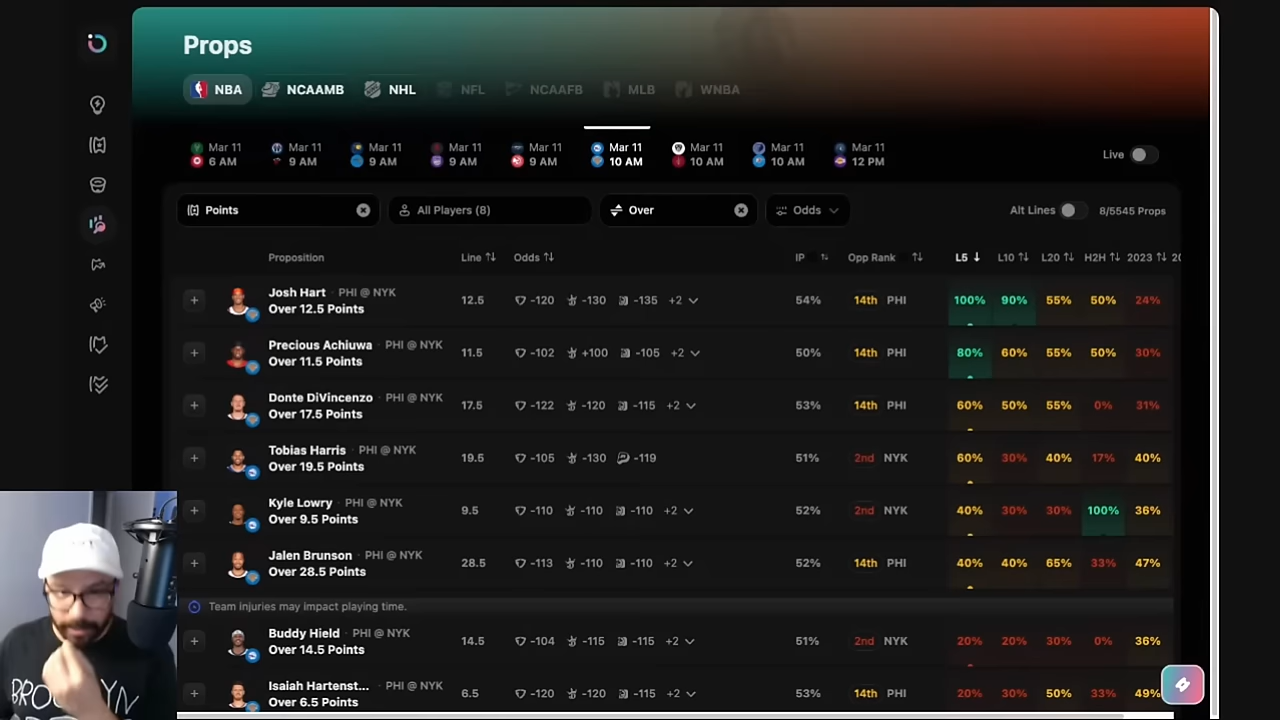 Props
NBA NCAAMB NHL NFL NCAAFB MLB WNBA
Mar 11 Mar 11 Mar 11 Mar 11 Mar 11 Mar 11 Mar 11 Mar 11 Mar 11
6 AM 9 AM 9 AM 9 AM 9 AM 10 AM 10 AM 10 AM 12 PM
Live
Points All Players (8) Over Odds Alt Lines 8/5545 Props
Proposition Line Odds IP Opp Rank L5 L10 L20 H2H 2023 20
Josh Hart · PHI @ NYK
Over 12.5 Points 12.5 -120 -130 -135 +2 54% 14th PHI 100% 90% 55% 50% 24%
Precious Achiuwa · PHI @ NYK
Over 11.5 Points 11.5 -102 +100 -105 +2 50% 14th PHI 80% 60% 55% 50% 30%
Donte DiVincenzo · PHI @ NYK
Over 17.5 Points 17.5 -122 -120 -115 +2 53% 14th PHI 60% 50% 55% 0% 31%
Tobias Harris · PHI @ NYK
Over 19.5 Points 19.5 -105 -130 -119 51% 2nd NYK 60% 30% 40% 17% 40%
Kyle Lowry · PHI @ NYK
Over 9.5 Points 9.5 -110 -110 -110 +2 52% 2nd NYK 40% 30% 30% 100% 36%
Jalen Brunson · PHI @ NYK
Over 28.5 Points 28.5 -113 -110 -110 +2 52% 14th PHI 40% 40% 65% 33% 47%
Team injuries may impact playing time.
Buddy Hield · PHI @ NYK
Over 14.5 Points 14.5 -104 -115 -115 +2 51% 2nd NYK 20% 20% 30% 0% 36%
Isaiah Hartenst... · PHI @ NYK
Over 6.5 Points 6.5 -120 -120 -115 +2 53% 14th PHI 20% 30% 50% 33% 49%
BROOKLYN